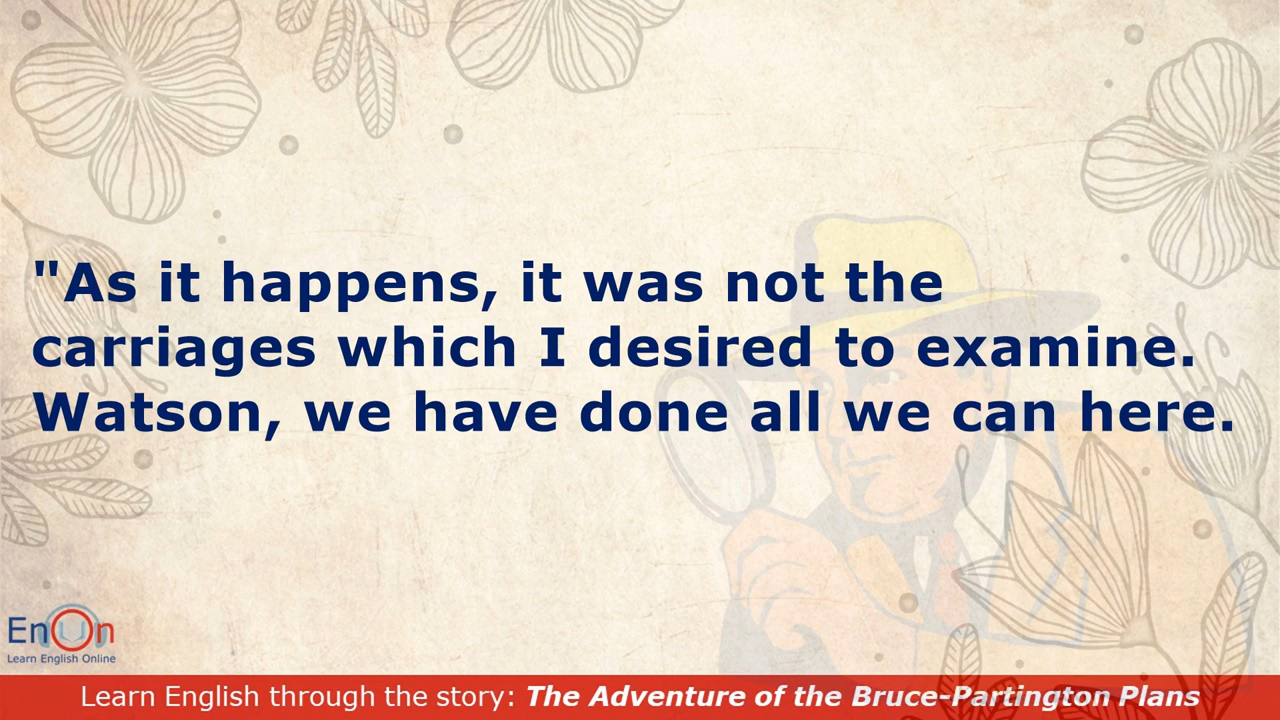 "As it happens, it was not the
carriages which I desired to examine.
Watson, we have done all we can here.
EnOn
Learn English Online
Learn English through the story: The Adventure of the Bruce-Partington Plans